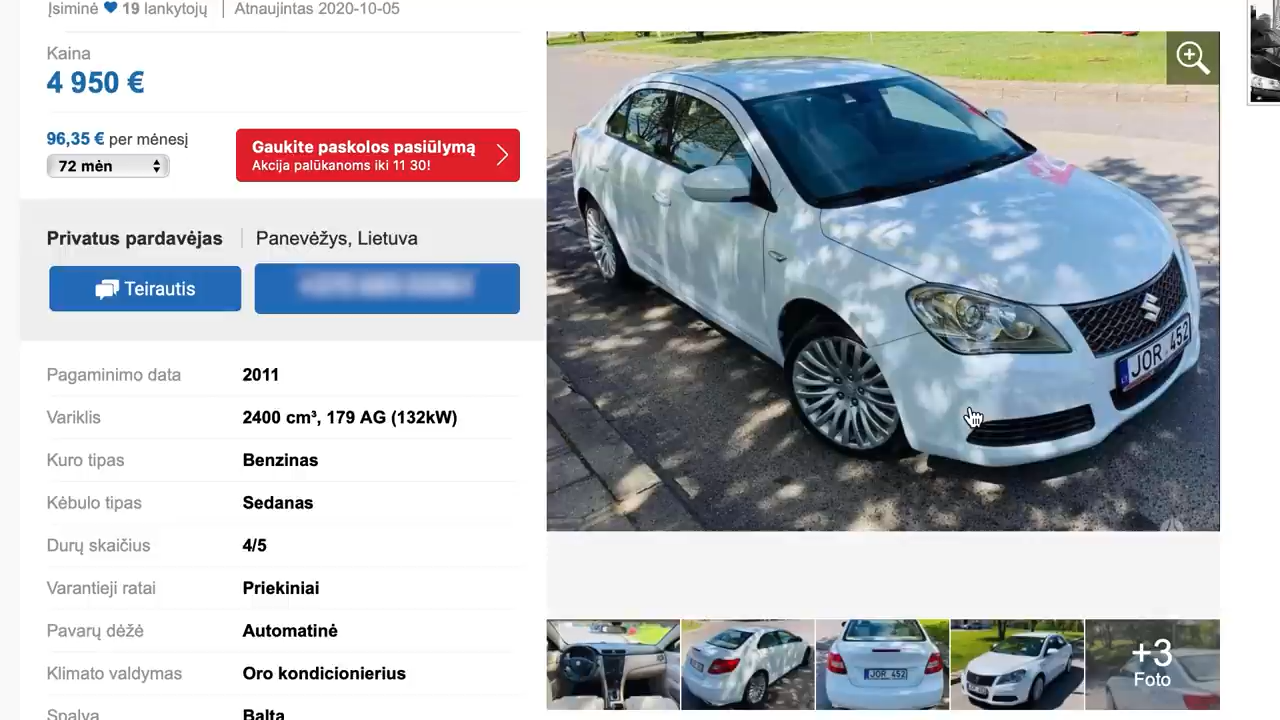 Įsiminė 19 lankytojų Atnaujintas 2020-10-05
Kaina
4 950 €
96,35 € per mėnesį
72 mėn
Gaukite paskolos pasiūlymą
Akcija palūkanoms iki 11 30!
Privatus pardavėjas Panevėžys, Lietuva
Teirautis
Pagaminimo data 2011
Variklis 2400 cm³, 179 AG (132kW)
Kuro tipas Benzinas
Kėbulo tipas Sedanas
Durų skaičius 4/5
Varantieji ratai Priekiniai
Pavarų dėžė Automatinė
Klimato valdymas Oro kondicionierius
Spalva Balta
JOR 452
JOR 452
+3
Foto